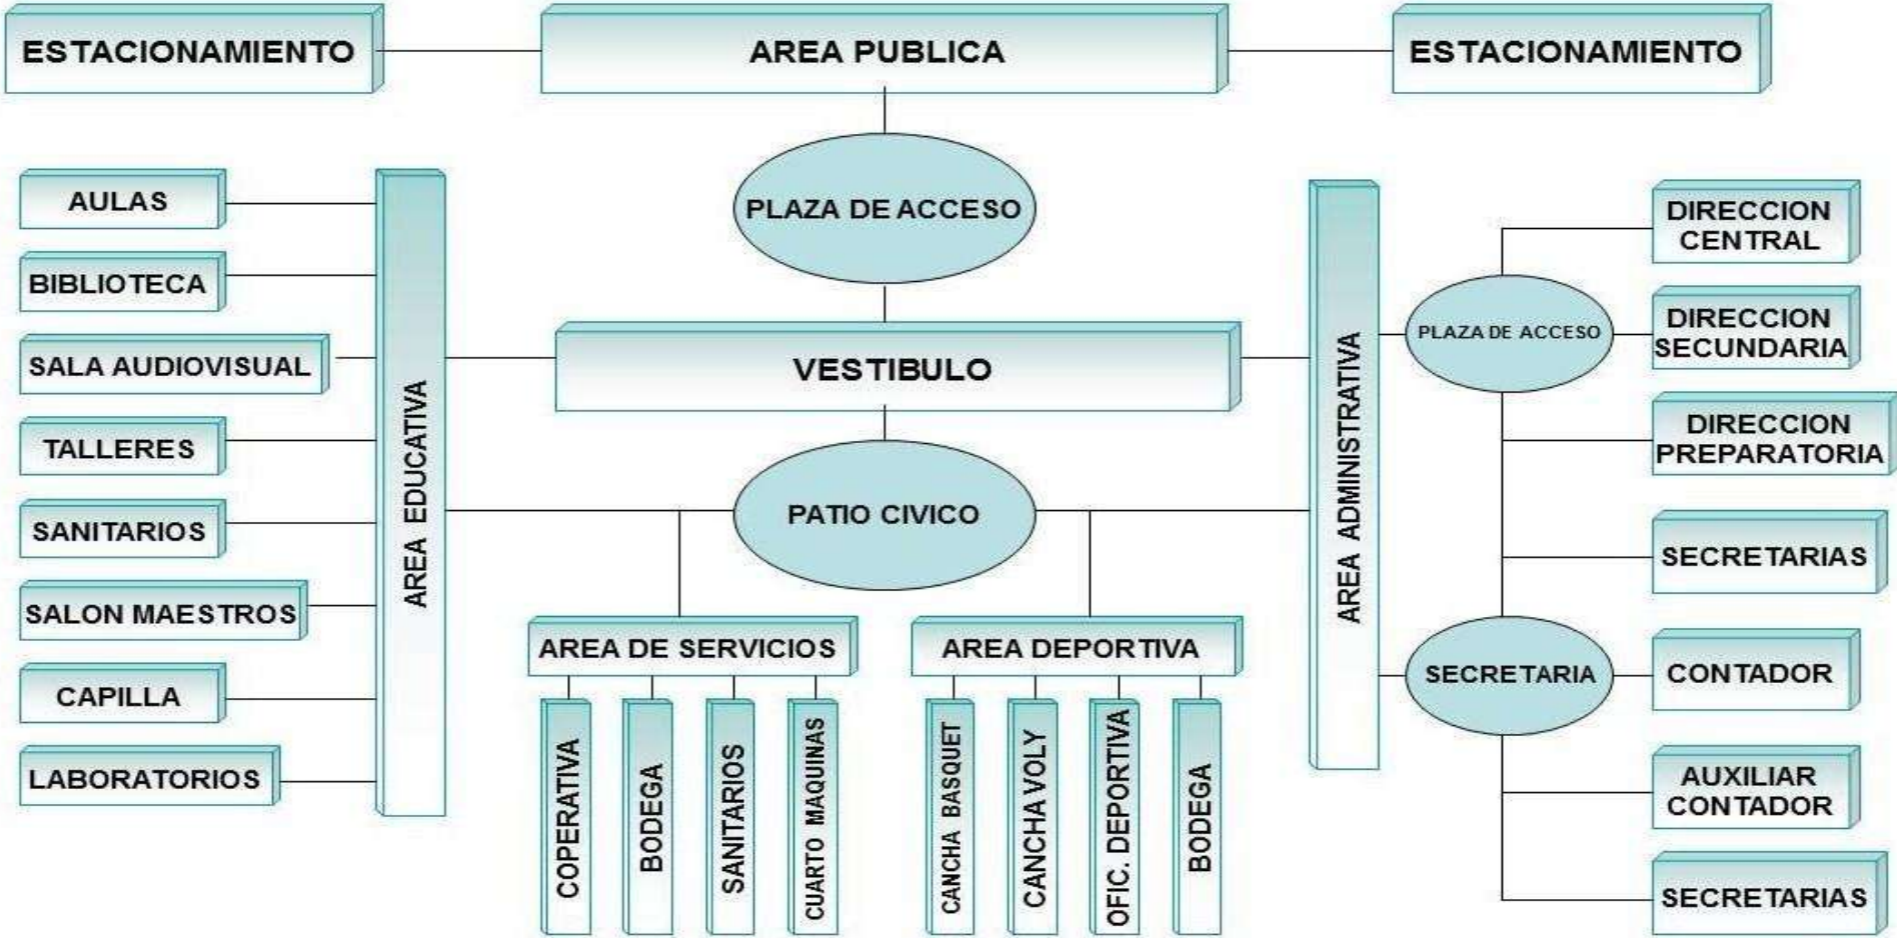 ESTACIONAMIENTO
AREA PUBLICA
ESTACIONAMIENTO
PLAZA DE ACCESO
AULAS
BIBLIOTECA
SALA AUDIOVISUAL
TALLERES
SANITARIOS
SALON MAESTROS
CAPILLA
LABORATORIOS
AREA EDUCATIVA
VESTIBULO
PATIO CIVICO
AREA DE SERVICIOS
COPERATIVA
BODEGA
SANITARIOS
CUARTO MAQUINAS
AREA DEPORTIVA
CANCHA BASQUET
CANCHA VOLY
OFIC. DEPORTIVA
BODEGA
AREA ADMINISTRATIVA
PLAZA DE ACCESO
DIRECCION
CENTRAL
DIRECCION
SECUNDARIA
DIRECCION
PREPARATORIA
SECRETARIAS
SECRETARIA
CONTADOR
AUXILIAR
CONTADOR
SECRETARIAS